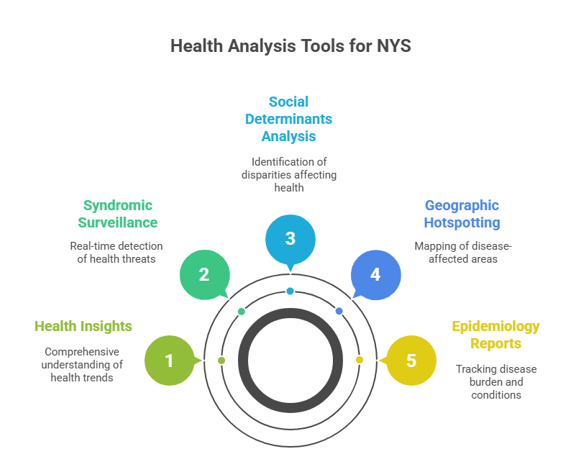 Health Analysis Tools for NYS
Social
Determinants
Analysis
Identification of
disparities affecting
health
Syndromic
Surveillance
Real-time detection
of health threats
Geographic
Hotspotting
Mapping of disease-
affected areas
3
2
4
Health Insights
Comprehensive
understanding of
health trends
1
5
Epidemiology
Reports
Tracking disease
burden and
conditions